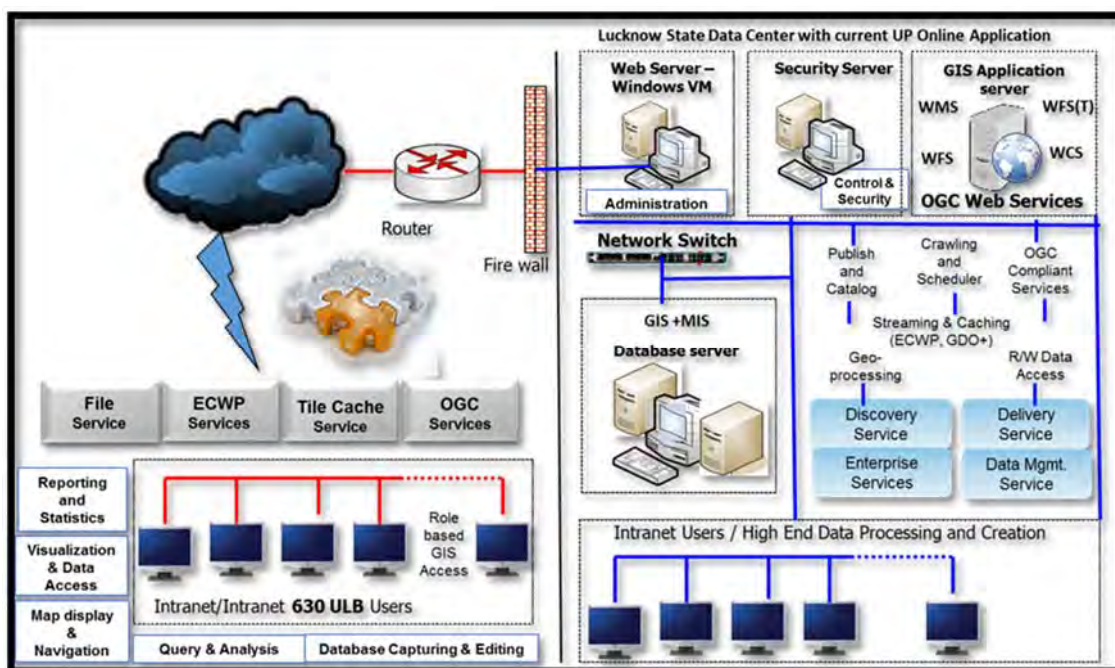 Lucknow State Data Center with current UP Online Application
Web Server –
Windows VM
Administration
Security Server
Control &
Security
GIS Application
server
WMS
WFS(T)
WFS
WCS
OGC Web Services
Router
Fire wall
Network Switch
Publish
and
Catalog
Crawling
and
Scheduler
OGC
Compliant
Services
Streaming & Caching
(ECWP, GDO+)
Geo-
processing
R/W Data
Access
GIS +MIS
Database server
Discovery
Service
Delivery
Service
Enterprise
Services
Data Mgmt.
Service
File
Service
ECWP
Services
Tile Cache
Service
OGC
Services
Reporting
and
Statistics
Visualization
& Data
Access
Map display
&
Navigation
Role
based
GIS
Access
Intranet/Intranet 630 ULB Users
Query & Analysis
Database Capturing & Editing
Intranet Users / High End Data Processing and Creation